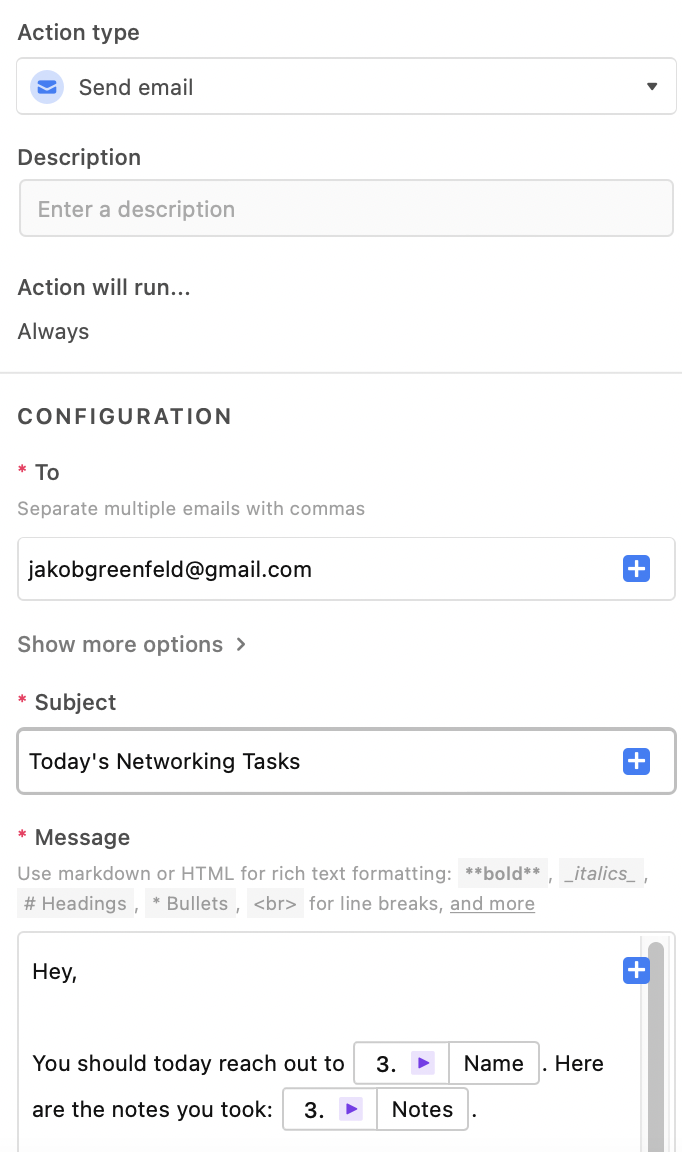 Action type
Send email
Description
Enter a description
Action will run...
Always
CONFIGURATION
* To
Separate multiple emails with commas
jakobgreenfeld@gmail.com
Show more options
* Subject
Today's Networking Tasks
* Message
Use markdown or HTML for rich text formatting: **bold** , _italics_ ,
# Headings , * Bullets , <br> for line breaks, and more
Hey,
You should today reach out to 3. Name . Here
are the notes you took: 3. Notes .